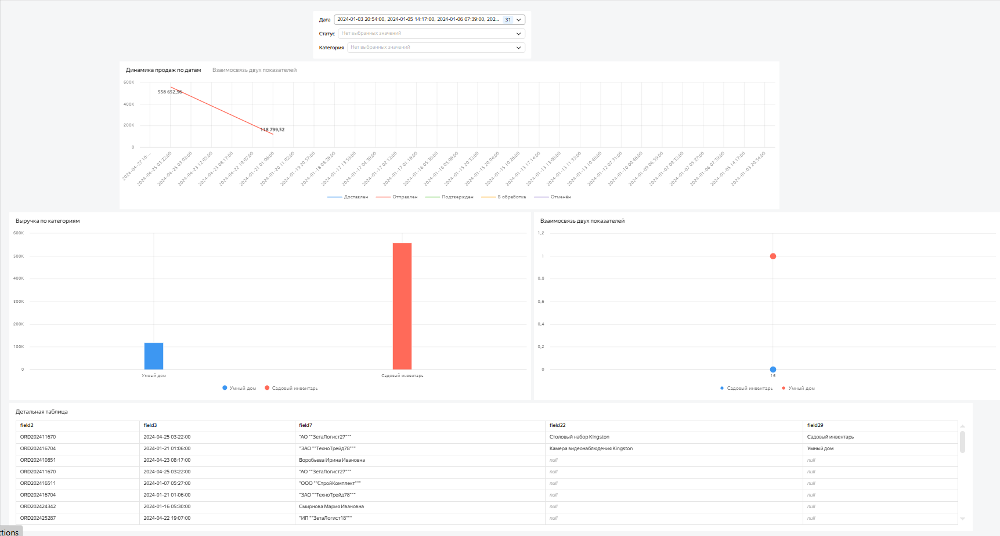 Дата 2024-01-03 20:54:00, 2024-01-05 14:17:00, 2024-01-06 07:39:00, 202... 31
Статус Нет выбранных значений
Категория Нет выбранных значений
Динамика продаж по датам Взаимосвязь двух показателей
600K
558 652,96
400K
200K
118 799,52
0
2024-04-27 10:... 2024-04-25 03:22:00 2024-04-25 03:02:00 2024-04-23 12:03:00 2024-04-23 08:17:00 2024-04-22 19:07:00 2024-01-21 01:06:00 2024-01-20 11:02:00 2024-01-19 20:57:00 2024-01-18 08:26:00 2024-01-17 13:59:00 2024-01-17 04:30:00 2024-01-17 02:12:00 2024-01-17 01:16:00 2024-01-16 05:30:00 2024-01-16 05:06:00 2024-01-15 20:33:00 2024-01-15 20:04:00 2024-01-15 10:26:00 2024-01-13 17:14:00 2024-01-13 13:00:00 2024-01-13 11:33:00 2024-01-13 10:40:00 2024-01-12 07:31:00 2024-01-10 00:46:00 2024-01-09 06:59:00 2024-01-07 09:33:00 2024-01-07 05:27:00 2024-01-06 07:39:00 2024-01-05 14:17:00 2024-01-03 20:54:00
Доставлен Отправлен Подтвержден В обработке Отменён
Выручка по категориям
600K
500K
400K
300K
200K
100K
0
Умный дом Садовый инвентарь
Умный дом Садовый инвентарь
Взаимосвязь двух показателей
1,2
1
0,8
0,6
0,4
0,2
0
16
Садовый инвентарь Умный дом
Детальная таблица
field2 field3 field7 field22 field29
ORD202411670 2024-04-25 03:22:00 "АО ""ЗетаЛогист27""" Столовый набор Kingston Садовый инвентарь
ORD202416704 2024-01-21 01:06:00 "ЗАО ""ТехноТрейд78""" Камера видеонаблюдения Kingston Умный дом
ORD202410851 2024-04-23 08:17:00 Воробьева Ирина Ивановна null null
ORD202411670 2024-04-25 03:22:00 "АО ""ЗетаЛогист27""" null null
ORD202416511 2024-01-07 05:27:00 "ООО ""СтройКомплект""" null null
ORD202416704 2024-01-21 01:06:00 "ЗАО ""ТехноТрейд78""" null null
ORD202424342 2024-01-16 05:30:00 Смирнова Мария Ивановна null null
ORD202425287 2024-04-22 19:07:00 "ИП ""ЗетаЛогист18""" null null
ctions